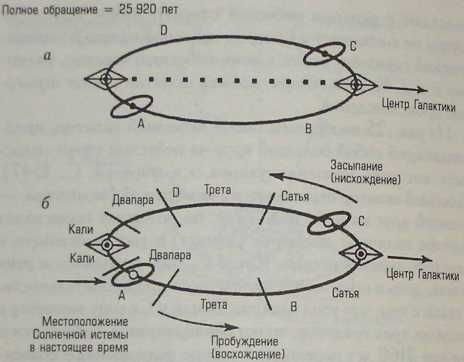 Полное обращение = 25 920 лет
а
D
C
A
B
Центр Галактики
Засыпание
(нисхождение)
б
Двапара
D
Трета
Сатья
C
Кали
Кали
Двапара
A
Трета
B
Сатья
Центр Галактики
Местоположение
Солнечной истемы
в настоящее время
Пробуждение
(восхождение)